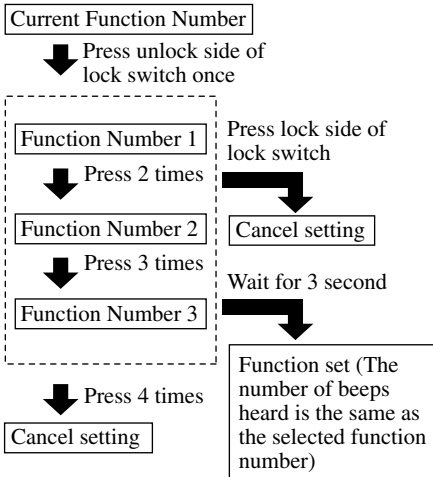 Current Function Number
Press unlock side of
lock switch once
Function Number 1
Press lock side of
lock switch
Press 2 times
Function Number 2
Cancel setting
Press 3 times
Wait for 3 second
Function Number 3
Function set (The
number of beeps
heard is the same as
the selected function
number)
Press 4 times
Cancel setting